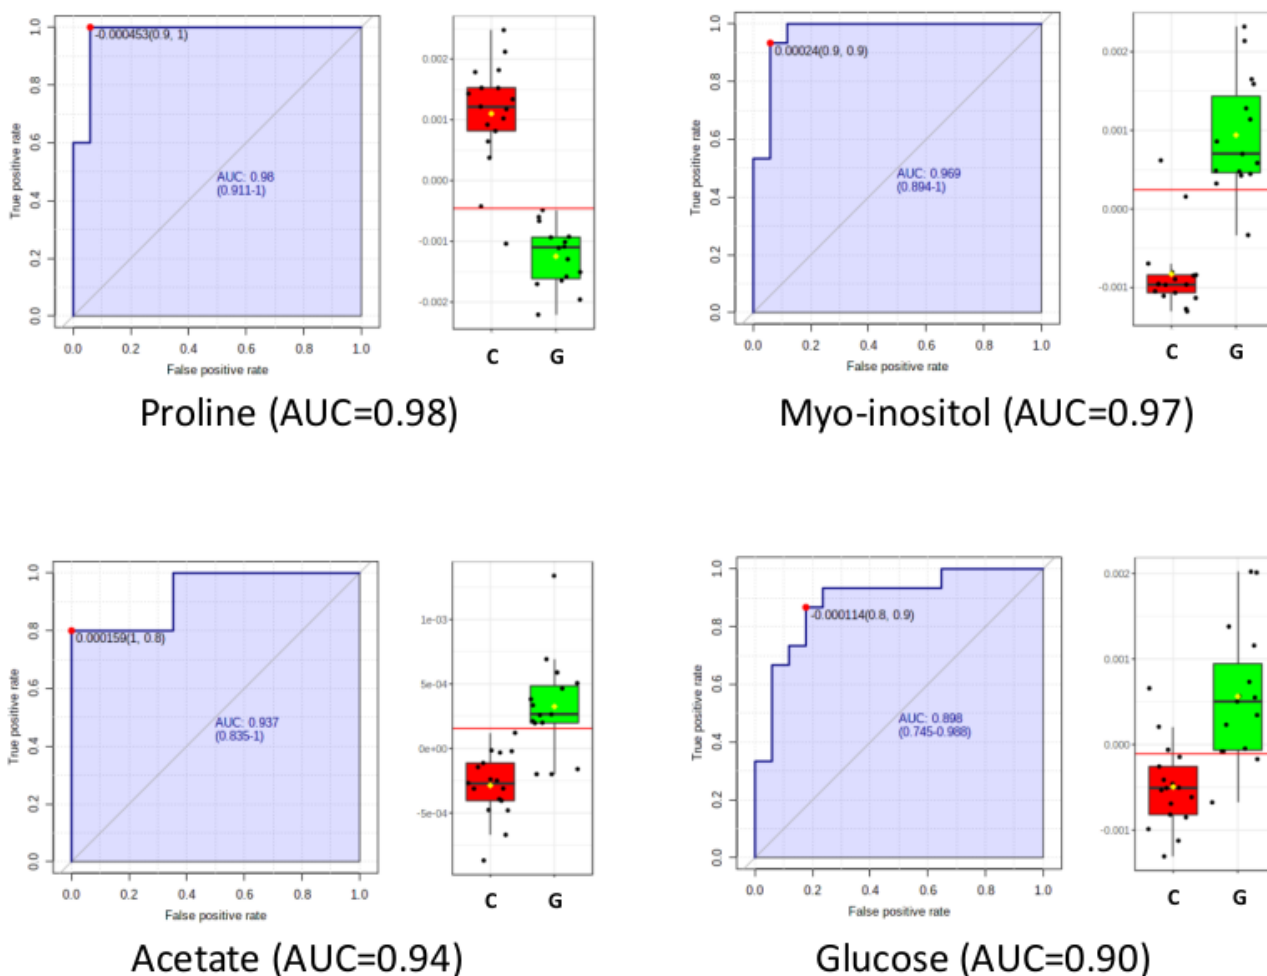 1.0
0.8
0.6
0.4
0.2
0.0
True positive rate
-0.000453(0.9, 1)
AUC: 0.98
(0.911-1)
0.0 0.2 0.4 0.6 0.8 1.0
False positive rate
0.002
0.001
0.000
-0.001
-0.002
C G
Proline (AUC=0.98)
1.0
0.8
0.6
0.4
0.2
0.0
True positive rate
0.00024(0.9, 0.9)
AUC: 0.969
(0.894-1)
0.0 0.2 0.4 0.6 0.8 1.0
False positive rate
0.002
0.001
0.000
-0.001
C G
Myo-inositol (AUC=0.97)
1.0
0.8
0.6
0.4
0.2
0.0
True positive rate
0.000159(1, 0.8)
AUC: 0.937
(0.835-1)
0.0 0.2 0.4 0.6 0.8 1.0
False positive rate
1e-03
5e-04
0e+00
-5e-04
C G
Acetate (AUC=0.94)
1.0
0.8
0.6
0.4
0.2
0.0
True positive rate
-0.000114(0.8, 0.9)
AUC: 0.898
(0.745-0.988)
0.0 0.2 0.4 0.6 0.8 1.0
False positive rate
0.002
0.001
0.000
-0.001
C G
Glucose (AUC=0.90)